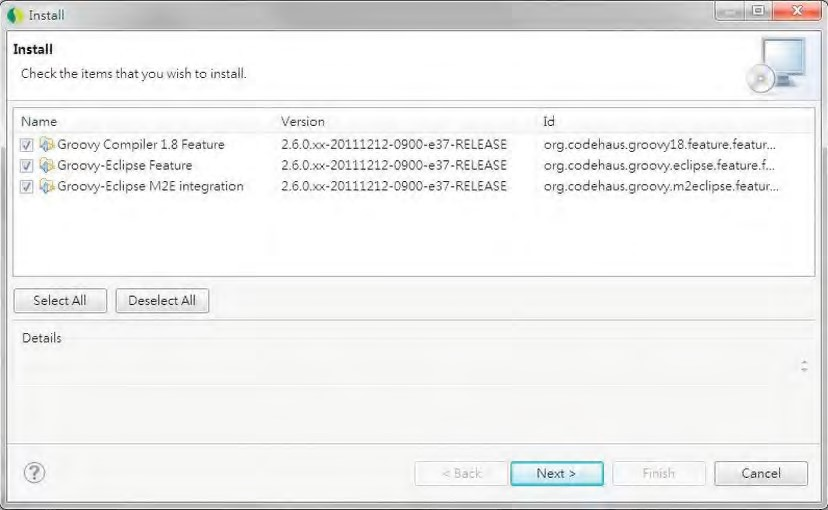 Install
Install
Check the items that you wish to install.
Name Version Id
Groovy Compiler 1.8 Feature 2.6.0.xx-20111212-0900-e37-RELEASE org.codehaus.groovy18.feature.featur...
Groovy-Eclipse Feature 2.6.0.xx-20111212-0900-e37-RELEASE org.codehaus.groovy.eclipse.feature.f...
Groovy-Eclipse M2E integration 2.6.0.xx-20111212-0900-e37-RELEASE org.codehaus.groovy.m2eclipse.featur...
Select All Deselect All
Details
? < Back Next > Finish Cancel